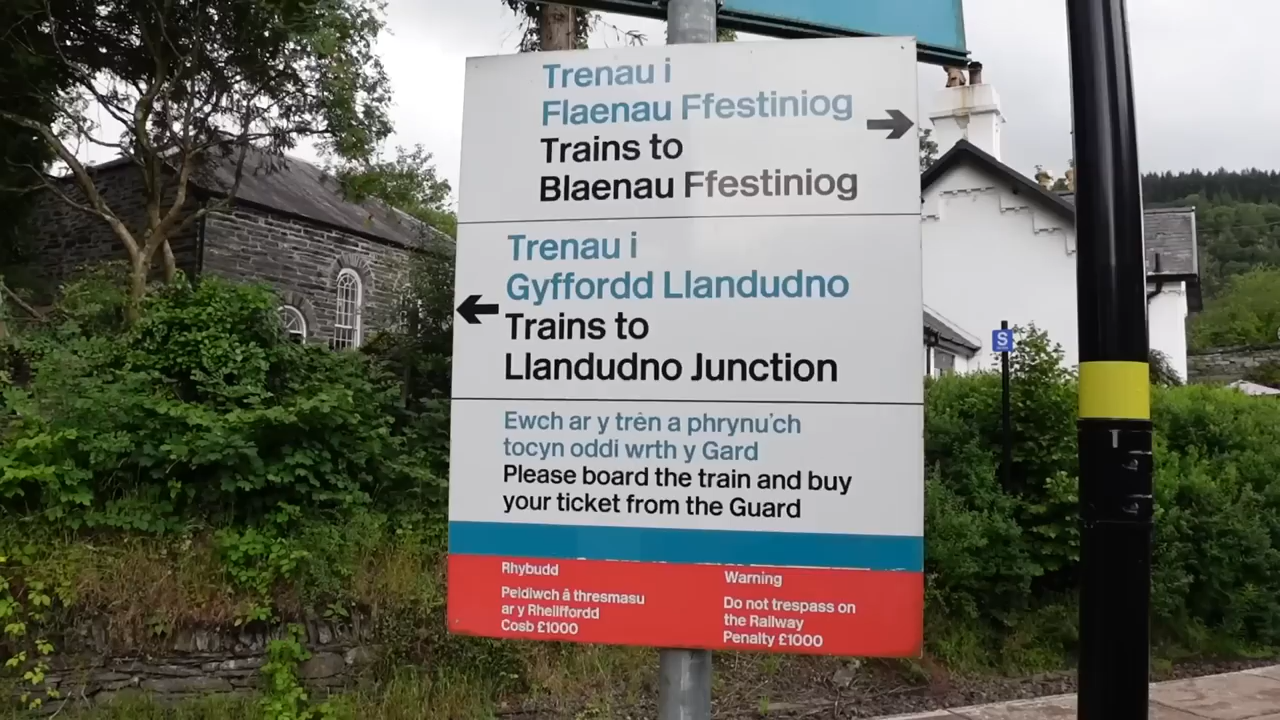 Trenau i
Flaenau Ffestiniog
Trains to
Blaenau Ffestiniog
Trenau i
Gyffordd Llandudno
Trains to
Llandudno Junction
Ewch ar y trên a phrynu'ch
tocyn oddi wrth y Gard
Please board the train and buy
your ticket from the Guard
Rhybudd
Peidiwch â thresmasu
ar y Rheilffordd
Cosb £1000
Warning
Do not trespass on
the Railway
Penalty £1000
S